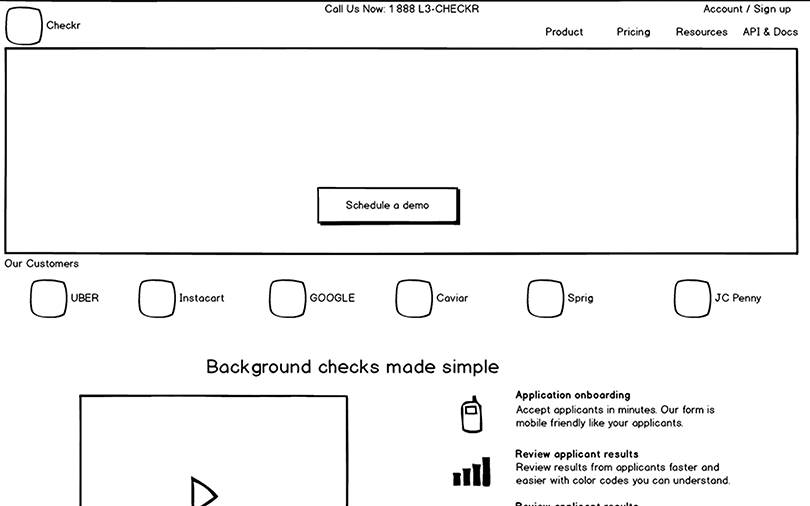 Call Us Now: 1 888 L3-CHECKR
Account / Sign up
Checkr
Product Pricing Resources API & Docs
Schedule a demo
Our Customers
UBER Instacart GOOGLE Caviar Sprig JC Penny
Background checks made simple
Application onboarding
Accept applicants in minutes. Our form is
mobile friendly like your applicants.
Review applicant results
Review results from applicants faster and
easier with color codes you can understand.